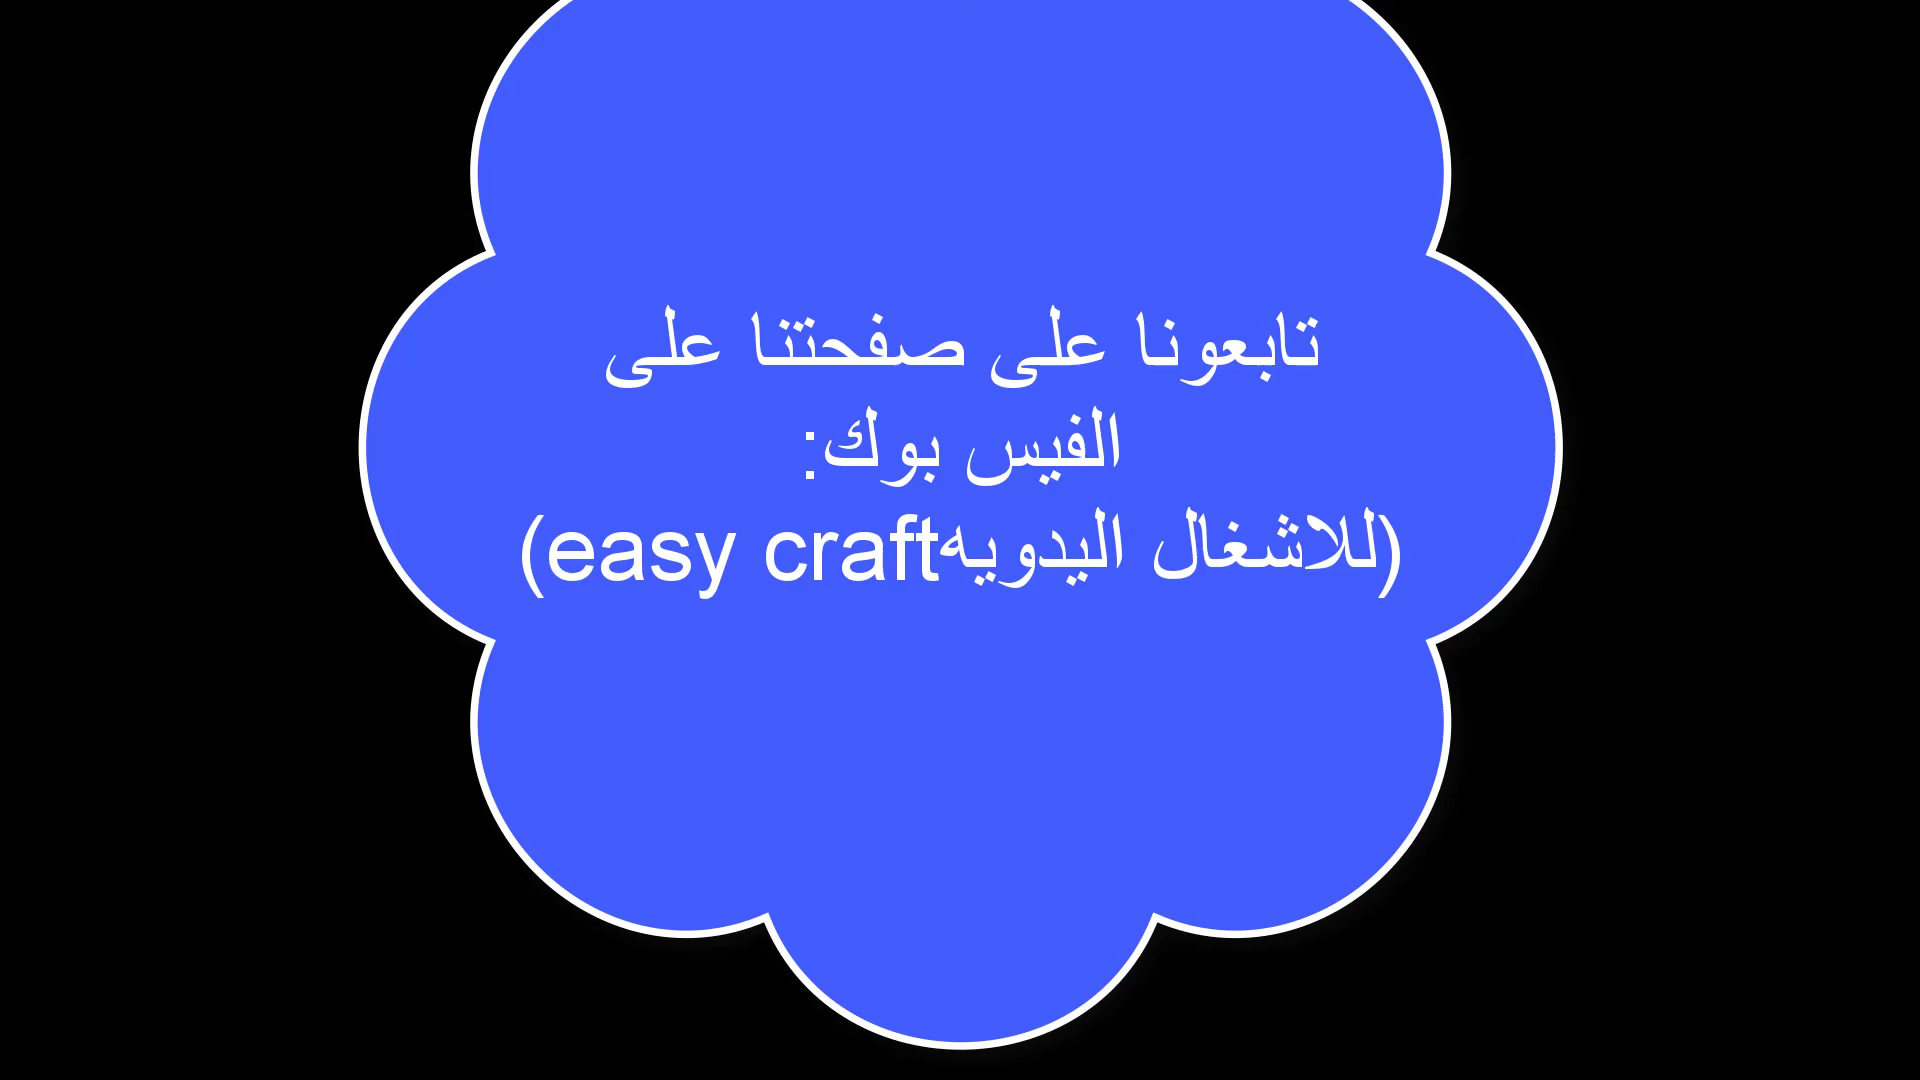 تابعونا على صفحتنا على
الفيس بوك:
(للاشغال اليدويهeasy craft)